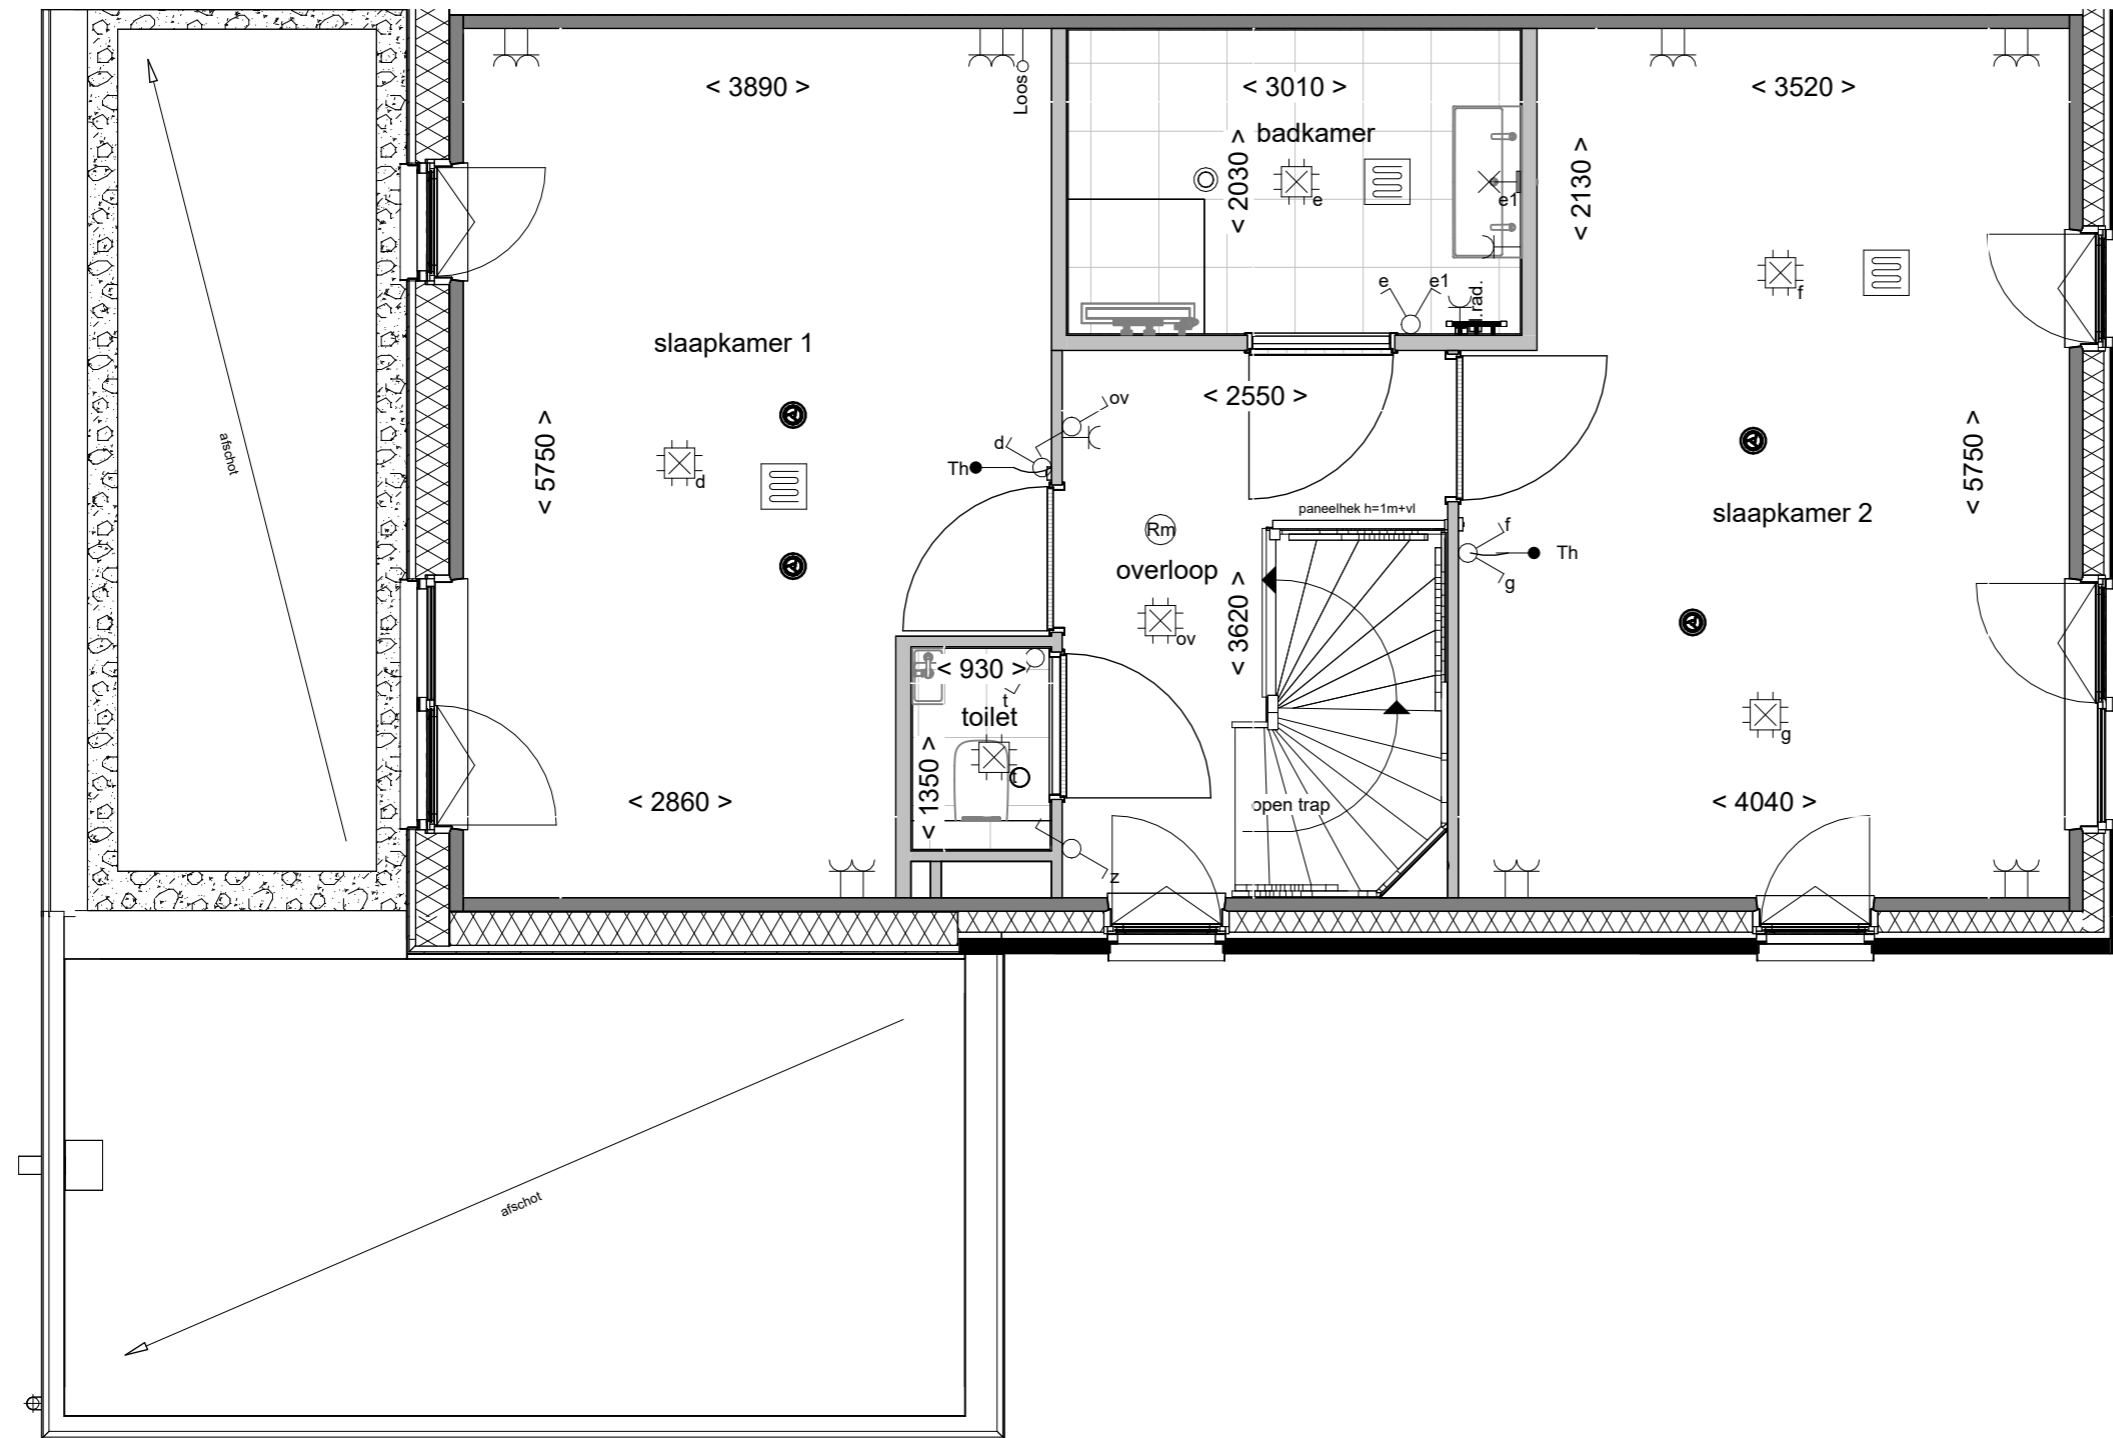 < 3890 >
< 3010 >
< 3520 >
Loos
badkamer
< 2030 >
< 2130 >
e
e1
f
e
e1
.rad.
slaapkamer 1
< 2550 >
ov
d
Th
< 5750 >
d
< 5750 >
slaapkamer 2
afschot
paneelhek h=1m+vl
Rm
f
Th
g
overloop
< 3620 >
ov
< 930 >
t
toilet
t
g
< 1350 >
< 2860 >
open trap
< 4040 >
z
afschot